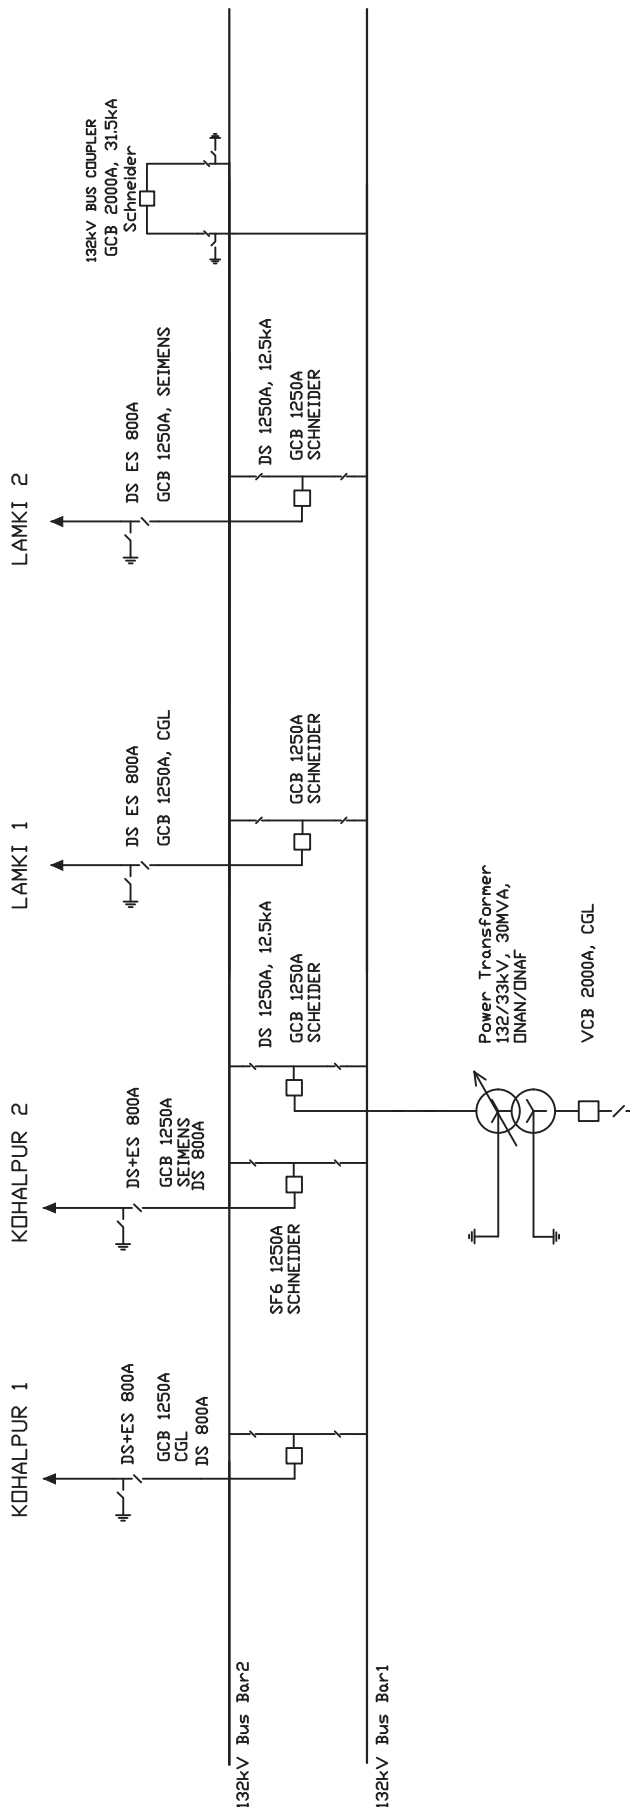 KOHALPUR 1
KOHALPUR 2
LAMKI 1
LAMKI 2
132kV BUS COUPLER
GCB 2000A, 31.5kA
Schneider
DS+ES 800A
GCB 1250A
CGL
DS 800A
DS+ES 800A
GCB 1250A
SEIMENS
DS 800A
DS ES 800A
GCB 1250A, CGL
DS ES 800A
GCB 1250A, SEIMENS
132kV Bus Bar2
SF6 1250A
SCHNEIDER
DS 1250A, 12.5kA
GCB 1250A
SCHEIDER
GCB 1250A
SCHNEIDER
DS 1250A, 12.5kA
GCB 1250A
SCHNEIDER
132kV Bus Bar1
Power Transformer
132/33kV, 30MVA,
ONAN/ONAF
VCB 2000A, CGL